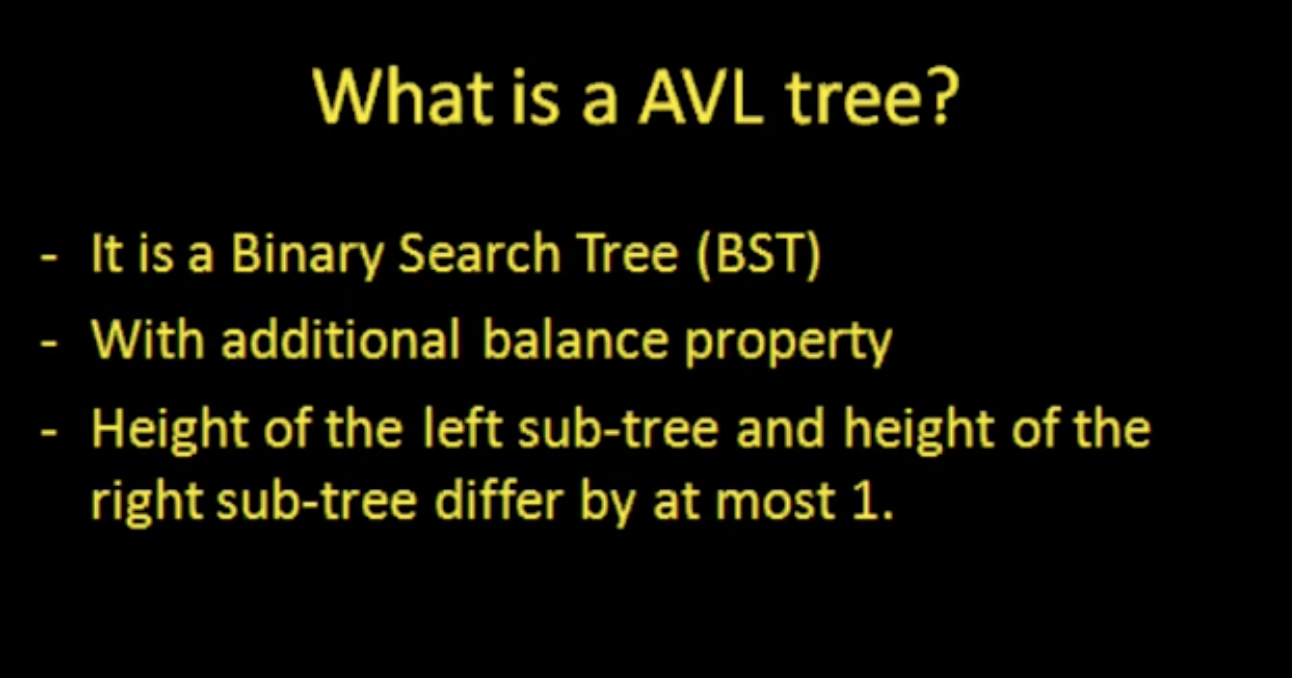 What is a AVL tree?
- It is a Binary Search Tree (BST)
- With additional balance property
- Height of the left sub-tree and height of the
right sub-tree differ by at most 1.